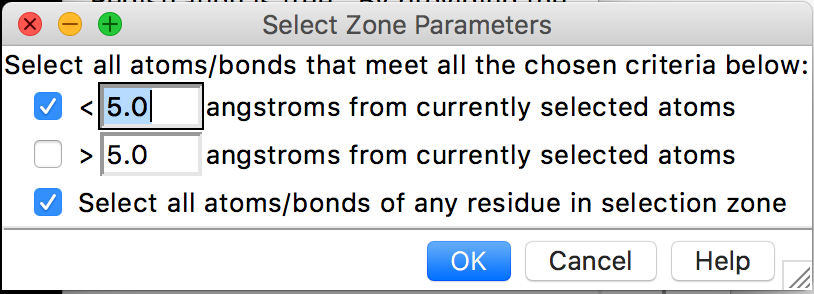 Select Zone Parameters
Select all atoms/bonds that meet all the chosen criteria below:
< 5.0 angstroms from currently selected atoms
> 5.0 angstroms from currently selected atoms
Select all atoms/bonds of any residue in selection zone
OK Cancel Help